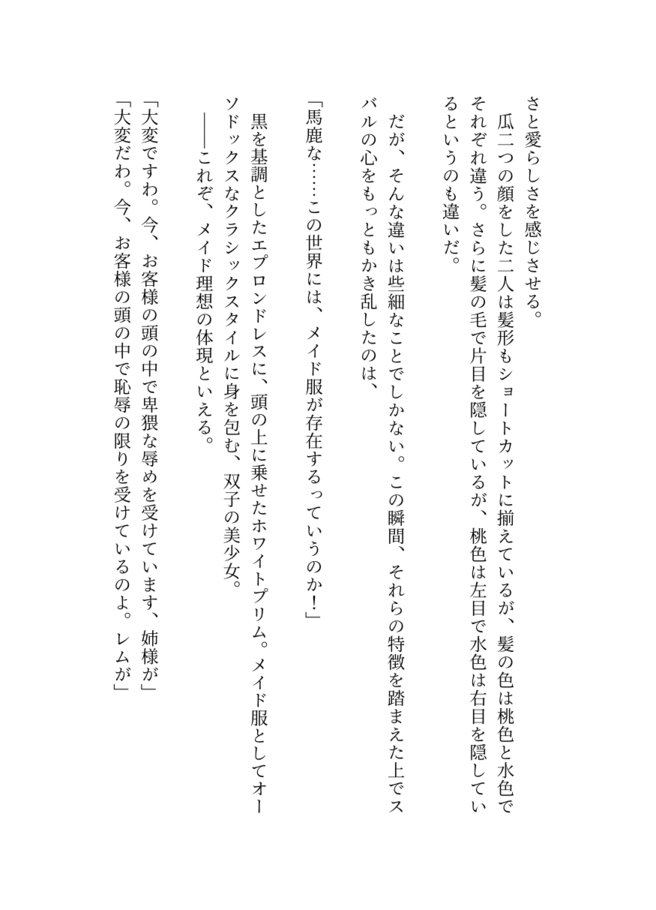 さと愛らしさを感じさせる。
瓜二つの顔をした二人は髪形もショートカットに揃えているが、髪の色は桃色と水色で
それぞれ違う。さらに髪の毛で片目を隠しているが、桃色は左目で水色は右目を隠してい
るというのも違いだ。
だが、そんな違いは些細なことでしかない。この瞬間、それらの特徴を踏まえた上でス
バルの心をもっともかき乱したのは、
「馬鹿な……この世界には、メイド服が存在するっていうのか！」
黒を基調としたエプロンドレスに、頭の上に乗せたホワイトプリム。メイド服としてオー
ソドックスなクラシックスタイルに身を包む、双子の美少女。
――これぞ、メイド理想の体現といえる。
「大変ですわ。今、お客様の頭の中で卑猥な辱めを受けています、姉様が」
「大変だわ。今、お客様の頭の中で恥辱の限りを受けているのよ。レムが」